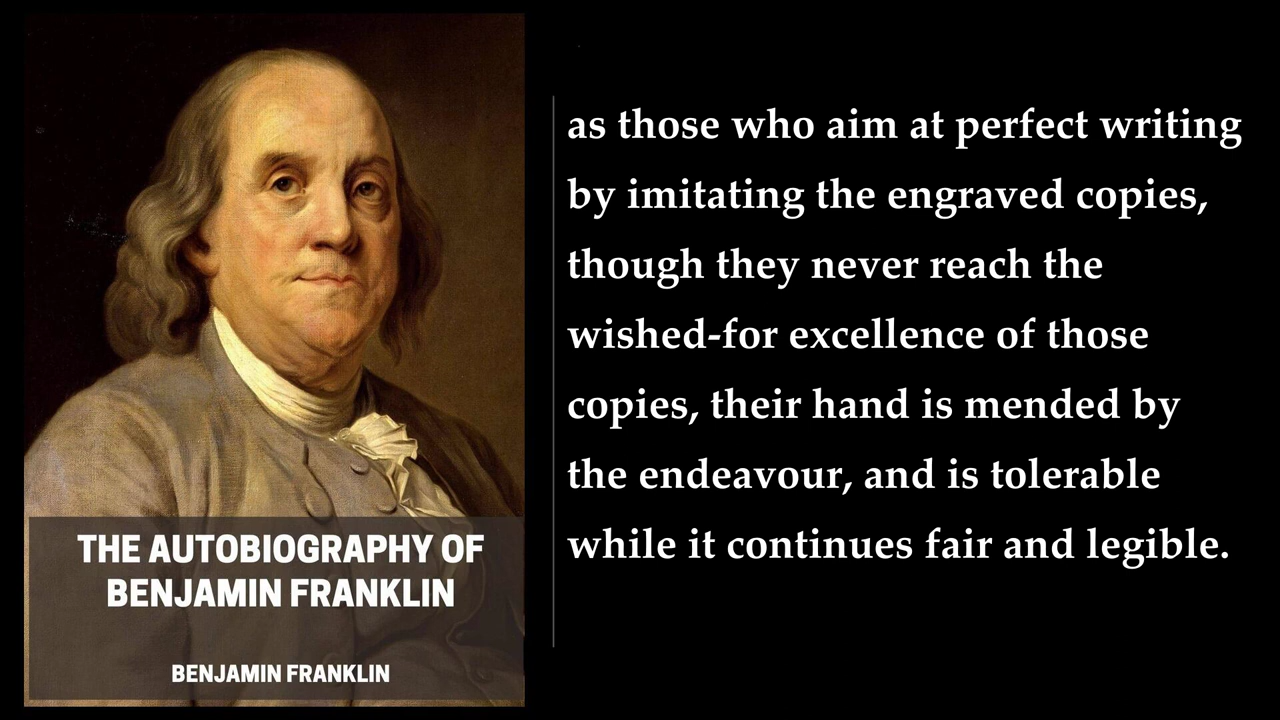 THE AUTOBIOGRAPHY OF
BENJAMIN FRANKLIN
BENJAMIN FRANKLIN
as those who aim at perfect writing
by imitating the engraved copies,
though they never reach the
wished-for excellence of those
copies, their hand is mended by
the endeavour, and is tolerable
while it continues fair and legible.